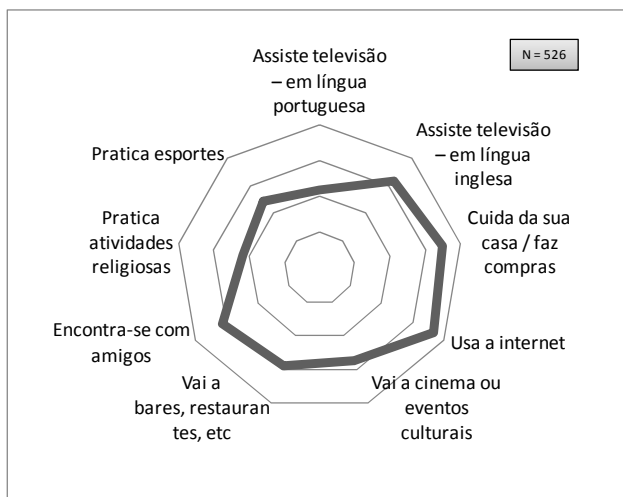 Assiste televisão
– em língua
portuguesa
N = 526
Assiste televisão
– em língua
inglesa
Cuida da sua
casa / faz
compras
Usa a internet
Vai a cinema ou
eventos
culturais
Vai a
bares, restauran
tes, etc
Encontra-se com
amigos
Pratica
atividades
religiosas
Pratica esportes